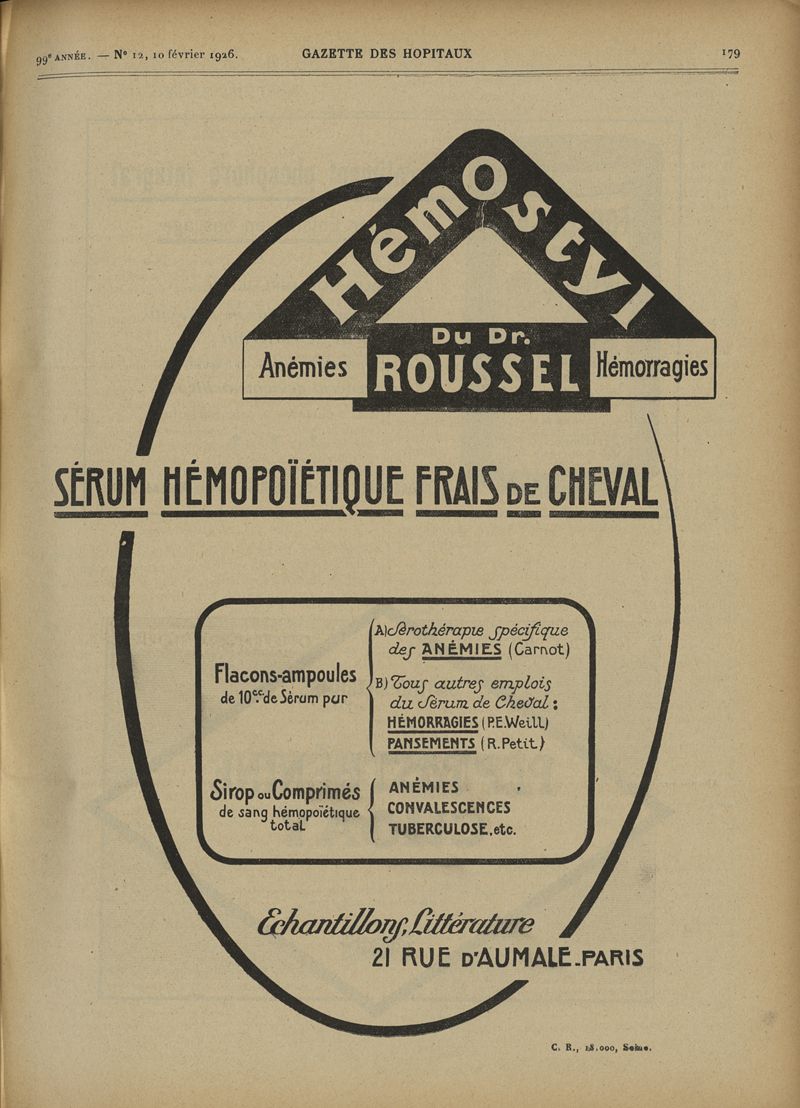 99e ANNÉE. — No 12, 10 février 1926. GAZETTE DES HOPITAUX 179
HémOstyl
Du Dr.
Anémies ROUSSEL Hémorragies
SÉRUM HÉMOPOÏÉTIQUE FRAIS DE CHEVAL
Flacons-ampoules
de 10c.c. de Sérum pur
A) Sérothérapie spécifique
des ANÉMIES (Carnot)
B) Tous autres emplois
du Sérum de Cheval :
HÉMORRAGIES (P.E.Weill)
PANSEMENTS (R.Petit)
Sirop ou Comprimés
de sang hémopoïétique
total
ANÉMIES
CONVALESCENCES
TUBERCULOSE, etc.
Echantillons, Littérature
21 RUE D'AUMALE-PARIS
C. R., 18.000, Seine.